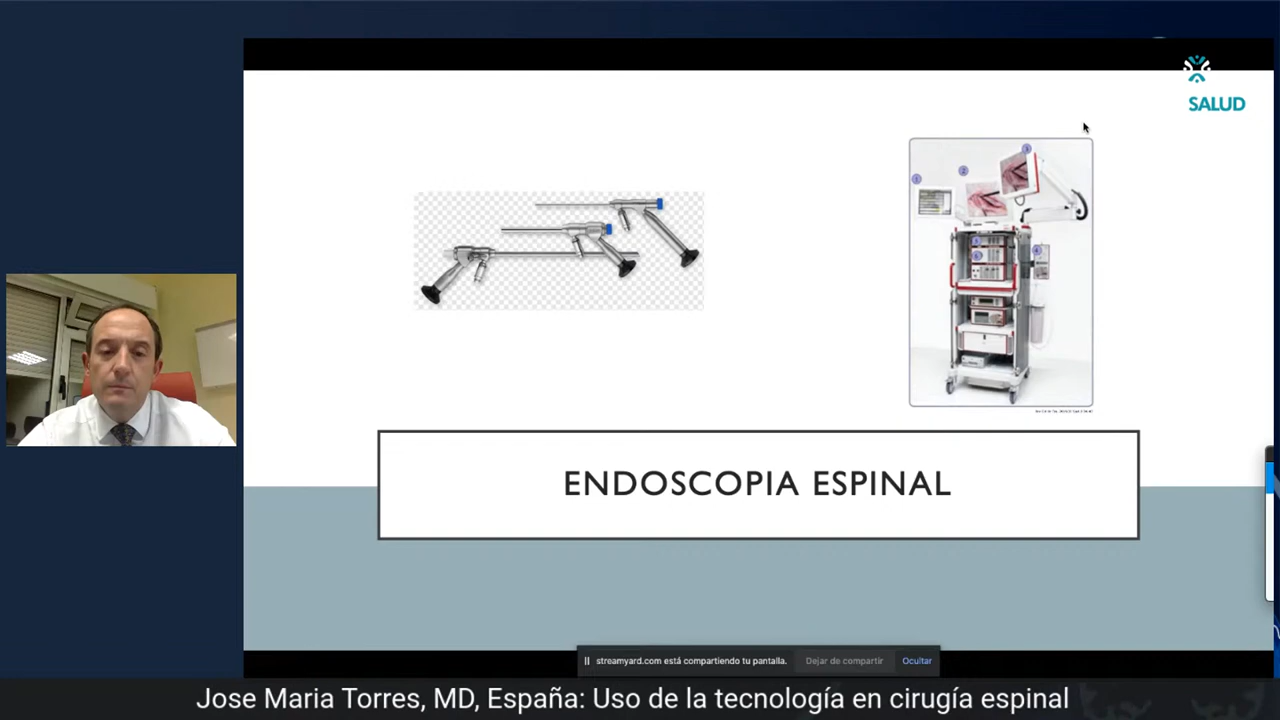 SALUD
ENDOSCOPIA ESPINAL
streamyard.com está compartiendo tu pantalla. Dejar de compartir Ocultar
Jose Maria Torres, MD, España: Uso de la tecnología en cirugía espinal